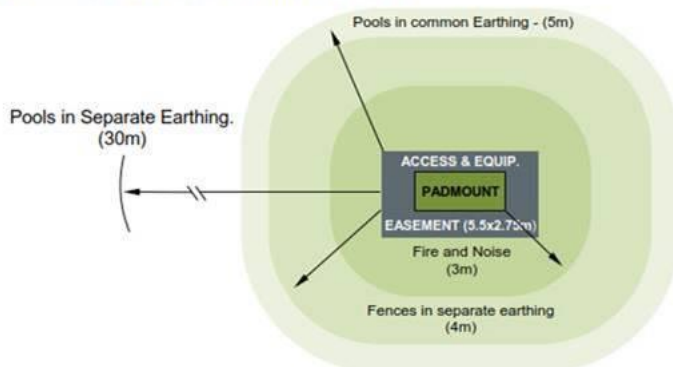 Pools in common Earthing - (5m)
Pools in Separate Earthing.
(30m)
ACCESS & EQUIP.
PADMOUNT
EASEMENT (5.5x2.75m)
Fire and Noise
(3m)
Fences in separate earthing
(4m)